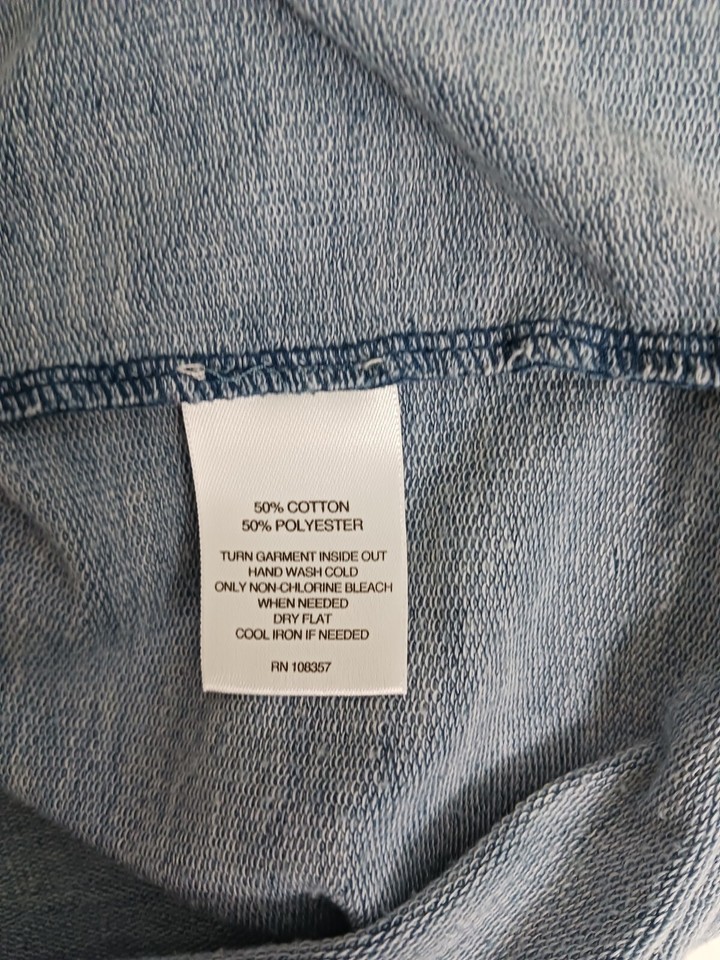 50% COTTON
50% POLYESTER
TURN GARMENT INSIDE OUT
HAND WASH COLD
ONLY NON-CHLORINE BLEACH
WHEN NEEDED
DRY FLAT
COOL IRON IF NEEDED
RN 108357